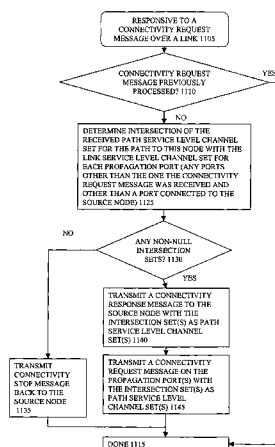 RESPONSIVE TO A
CONNECTIVITY REQUEST
MESSAGE OVER A LINK 1105
CONNECTIVITY REQUEST
MESSAGE PREVIOUSLY
PROCESSED? 1110
YES
NO
DETERMINE INTERSECTION OF THE
RECEIVED PATH SERVICE LEVEL CHANNEL
SET FOR THE PATH TO THIS NODE WITH THE
LINK SERVICE LEVEL CHANNEL SET FOR
EACH PROPAGATION PORT (ANY PORTS
OTHER THAN THE ONE THE CONNECTIVITY
REQUEST MESSAGE WAS RECEIVED AND
OTHER THAN A PORT CONNECTED TO THE
SOURCE NODE) 1125
NO
ANY NON-NULL
INTERSECTION
SETS? 1130
YES
TRANSMIT A CONNECTIVITY
RESPONSE MESSAGE TO THE
SOURCE NODE WITH THE
INTERSECTION SET(S) AS PATH
SERVICE LEVEL CHANNEL
SET(S) 1140
TRANSMIT
CONNECTIVITY
STOP MESSAGE
BACK TO THE
SOURCE NODE
1135
TRANSMIT A CONNECTIVITY
REQUEST MESSAGE ON THE
PROPAGATION PORT(S) WITH
THE INTERSECTION SET(S) AS
PATH SERVICE LEVEL
CHANNEL SET(S) 1145
DONE 1115